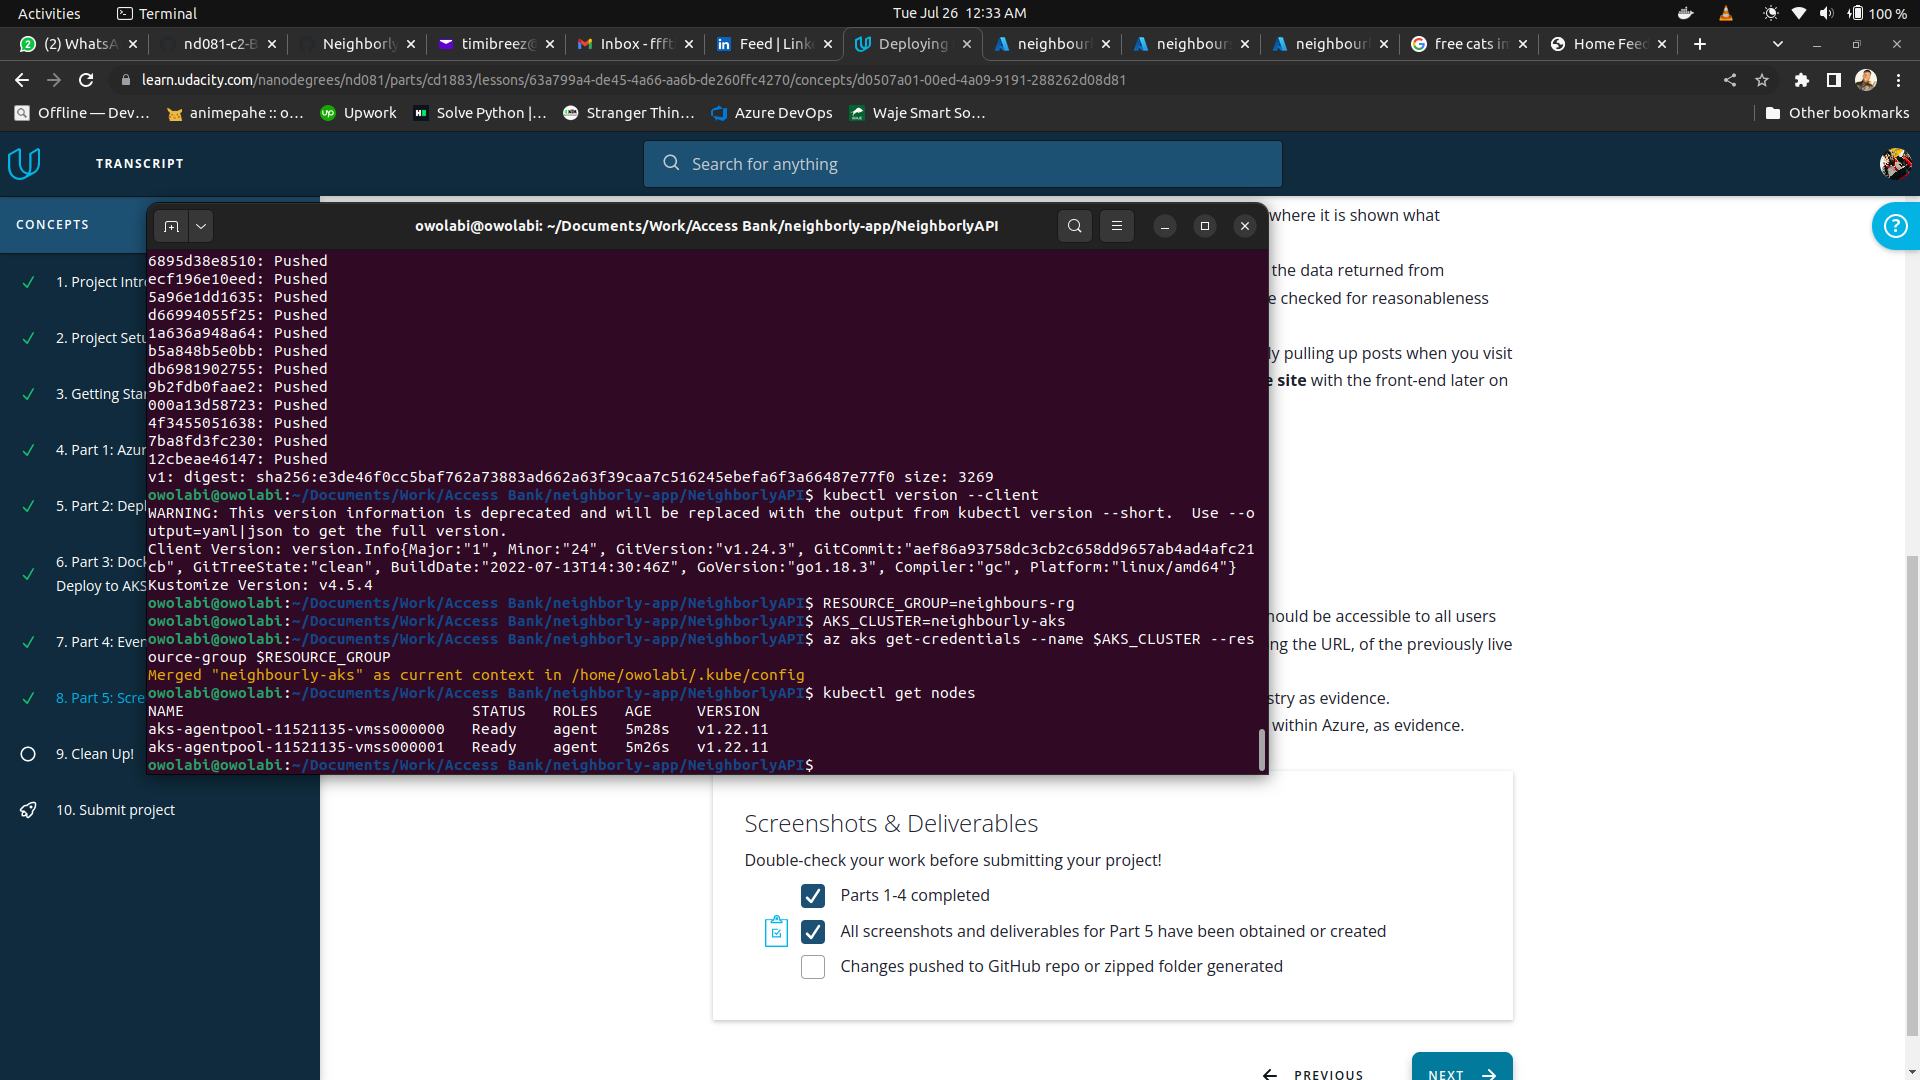 Activities
Terminal
Tue Jul 26 12:33 AM
100 %
(2) WhatsA
nd081-c2-B
Neighborly
timibreez@
Inbox - ffft
Feed | Link
Deploying
neighbour
neighbour
neighbour
free cats in
Home Feed
learn.udacity.com/nanodegrees/nd081/parts/cd1883/lessons/63a799a4-de45-4a66-aa6b-de260ffc4270/concepts/d0507a01-00ed-4a09-9191-288262d08d81
Offline — Dev...
animepahe :: o...
Upwork
Solve Python |...
Stranger Thin...
Azure DevOps
Waje Smart So...
Other bookmarks
TRANSCRIPT
Search for anything
CONCEPTS
1. Project Intr
2. Project Setu
3. Getting Star
4. Part 1: Azur
5. Part 2: Depl
6. Part 3: Dock
Deploy to AKS
7. Part 4: Even
8. Part 5: Scre
9. Clean Up!
10. Submit project
owolabi@owolabi: ~/Documents/Work/Access Bank/neighborly-app/NeighborlyAPI
6895d38e8510: Pushed
ecf196e10eed: Pushed
5a96e1dd1635: Pushed
d66994055f25: Pushed
1a636a948a64: Pushed
b5a848b5e0bb: Pushed
db6981902755: Pushed
9b2fdb0faae2: Pushed
000a13d58723: Pushed
4f3455051638: Pushed
7ba8fd3fc230: Pushed
12cbeae46147: Pushed
v1: digest: sha256:e3de46f0cc5baf762a73883ad662a63f39caa7c516245ebefa6f3a66487e77f0 size: 3269
owolabi@owolabi:~/Documents/Work/Access Bank/neighborly-app/NeighborlyAPI$ kubectl version --client
WARNING: This version information is deprecated and will be replaced with the output from kubectl version --short.  Use --o
utput=yaml|json to get the full version.
Client Version: version.Info{Major:"1", Minor:"24", GitVersion:"v1.24.3", GitCommit:"aef86a93758dc3cb2c658dd9657ab4ad4afc21
cb", GitTreeState:"clean", BuildDate:"2022-07-13T14:30:46Z", GoVersion:"go1.18.3", Compiler:"gc", Platform:"linux/amd64"}
Kustomize Version: v4.5.4
owolabi@owolabi:~/Documents/Work/Access Bank/neighborly-app/NeighborlyAPI$ RESOURCE_GROUP=neighbours-rg
owolabi@owolabi:~/Documents/Work/Access Bank/neighborly-app/NeighborlyAPI$ AKS_CLUSTER=neighbourly-aks
owolabi@owolabi:~/Documents/Work/Access Bank/neighborly-app/NeighborlyAPI$ az aks get-credentials --name $AKS_CLUSTER --res
ource-group $RESOURCE_GROUP
Merged "neighbourly-aks" as current context in /home/owolabi/.kube/config
owolabi@owolabi:~/Documents/Work/Access Bank/neighborly-app/NeighborlyAPI$ kubectl get nodes
NAME STATUS ROLES AGE VERSION
aks-agentpool-11521135-vmss000000 Ready agent 5m28s v1.22.11
aks-agentpool-11521135-vmss000001 Ready agent 5m26s v1.22.11
owolabi@owolabi:~/Documents/Work/Access Bank/neighborly-app/NeighborlyAPI$
where it is shown what
the data returned from
e checked for reasonableness
ly pulling up posts when you visit
e site with the front-end later on
hould be accessible to all users
ng the URL, of the previously live
stry as evidence.
within Azure, as evidence.
Screenshots & Deliverables
Double-check your work before submitting your project!
Parts 1-4 completed
All screenshots and deliverables for Part 5 have been obtained or created
Changes pushed to GitHub repo or zipped folder generated
PREVIOUS
NEXT